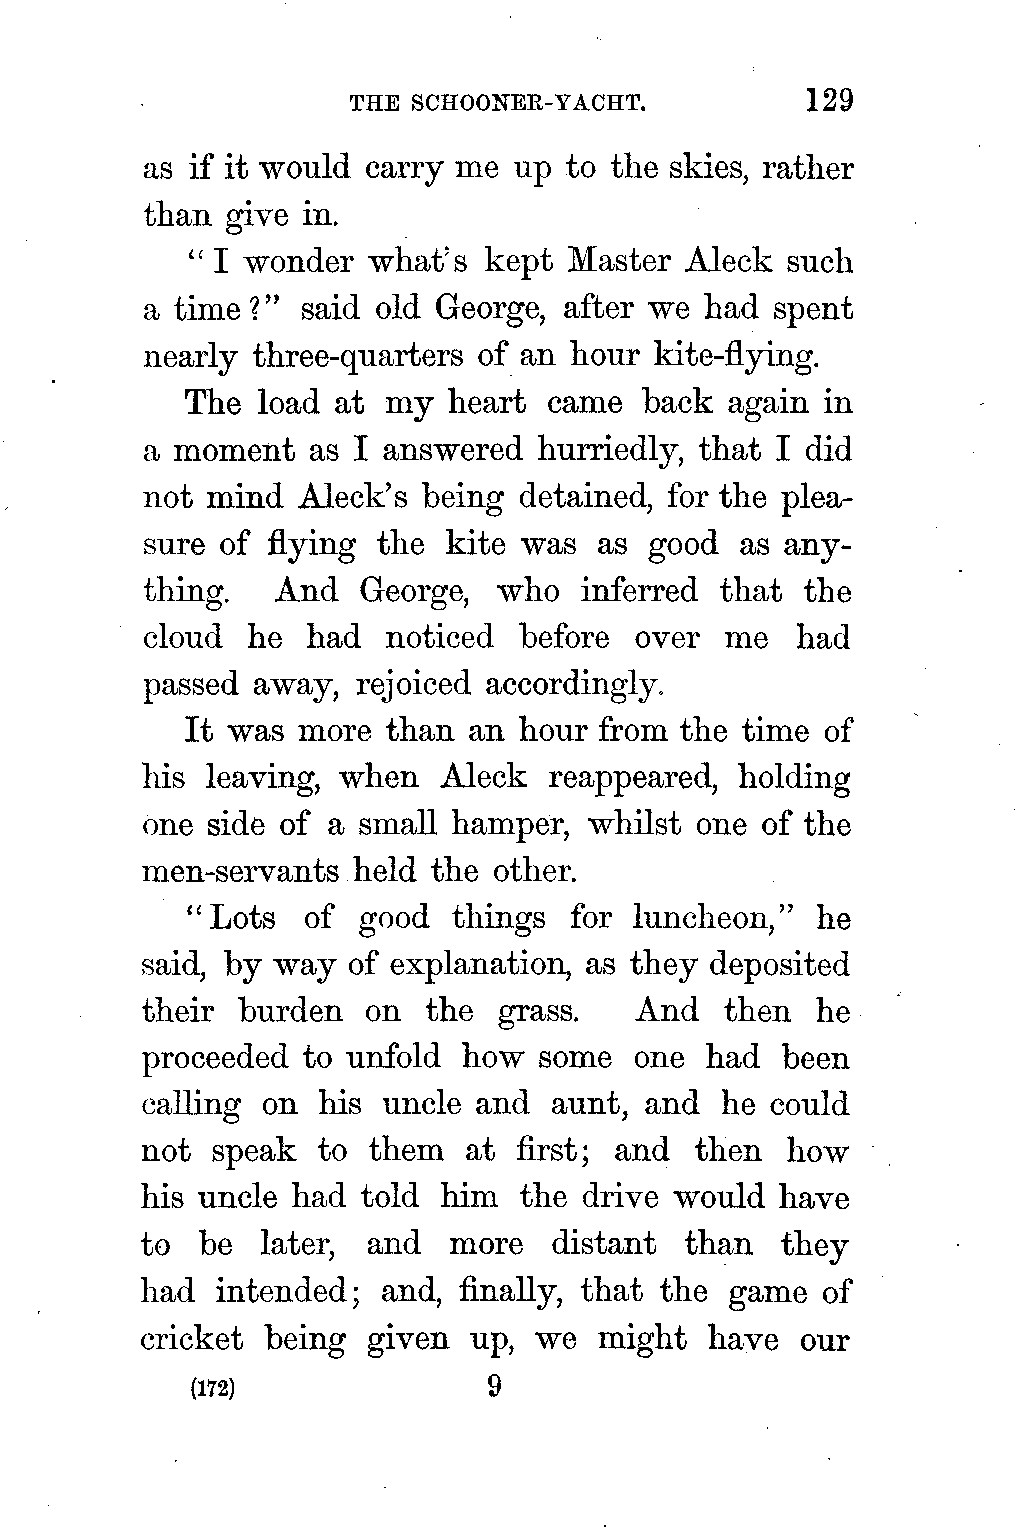 THE SCHOONER-YACHT. 129
as if it would carry me up to the skies, rather
than give in.
“I wonder what's kept Master Aleck such
a time?” said old George, after we had spent
nearly three-quarters of an hour kite-flying.
The load at my heart came back again in
a moment as I answered hurriedly, that I did
not mind Aleck's being detained, for the plea-
sure of flying the kite was as good as any-
thing. And George, who inferred that the
cloud he had noticed before over me had
passed away, rejoiced accordingly.
It was more than an hour from the time of
his leaving, when Aleck reappeared, holding
one side of a small hamper, whilst one of the
men-servants held the other.
“Lots of good things for luncheon,” he
said, by way of explanation, as they deposited
their burden on the grass. And then he
proceeded to unfold how some one had been
calling on his uncle and aunt, and he could
not speak to them at first; and then how
his uncle had told him the drive would have
to be later, and more distant than they
had intended; and, finally, that the game of
cricket being given up, we might have our
(172) 9